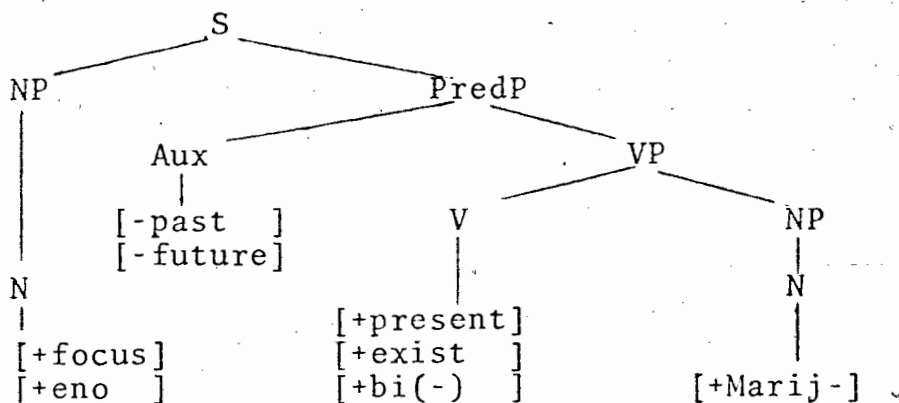 S
NP PredP
Aux VP
[-past ] V NP
[-future]
N N
[+present]
[+focus] [+exist ]
[+eno ] [+bi(-) ] [+Marij-]